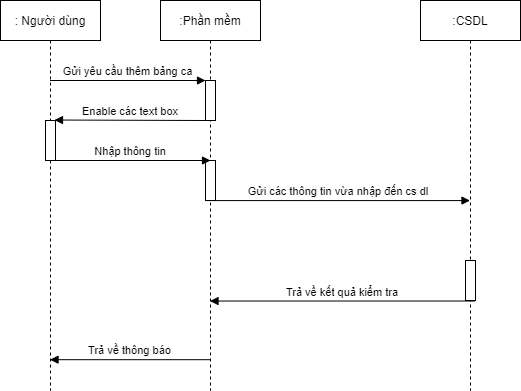 : Người dùng
:Phần mềm
:CSDL
Gửi yêu cầu thêm bảng ca
Enable các text box
Nhập thông tin
Gửi các thông tin vừa nhập đến cs dl
Trả về kết quả kiểm tra
Trả về thông báo